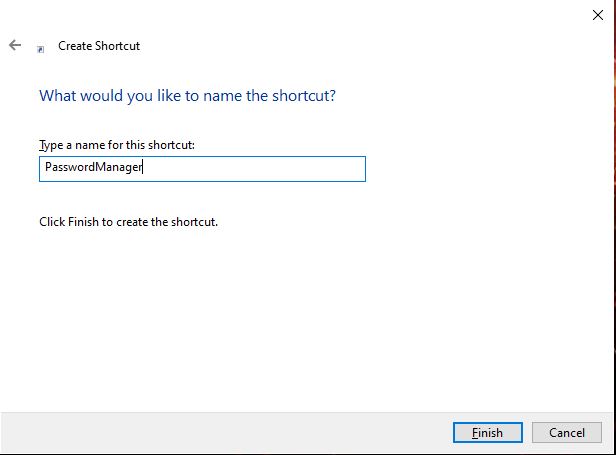 Create Shortcut
What would you like to name the shortcut?
Type a name for this shortcut:
PasswordManager
Click Finish to create the shortcut.
Finish Cancel